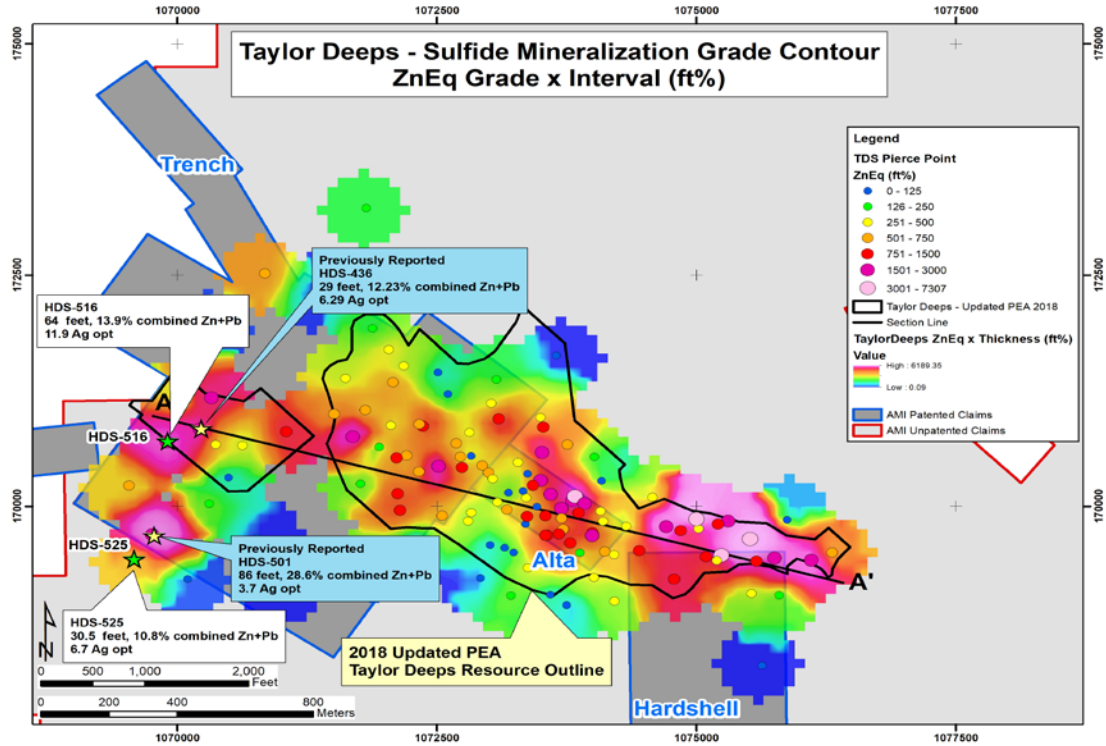 1070000
1072500
1075000
1077500
175000
172500
170000
175000
172500
170000
Taylor Deeps - Sulfide Mineralization Grade Contour
ZnEq Grade x Interval (ft%)
Trench
Previously Reported
HDS-436
29 feet, 12.23% combined Zn+Pb
6.29 Ag opt
HDS-516
64 feet, 13.9% combined Zn+Pb
11.9 Ag opt
A
HDS-516
HDS-525
Previously Reported
HDS-501
86 feet, 28.6% combined Zn+Pb
3.7 Ag opt
HDS-525
30.5 feet, 10.8% combined Zn+Pb
6.7 Ag opt
Alta
A'
2018 Updated PEA
Taylor Deeps Resource Outline
Hardshell
Legend
TDS Pierce Point
ZnEq (ft%)
0 - 125
126 - 250
251 - 500
501 - 750
751 - 1500
1501 - 3000
3001 - 7307
Taylor Deeps - Updated PEA 2018
Section Line
TaylorDeeps ZnEq x Thickness (ft%)
Value
High : 6189.35
Low : 0.09
AMI Patented Claims
AMI Unpatented Claims
N
0 500 1,000 2,000
Feet
0 200 400 800
Meters
1070000
1072500
1075000
1077500